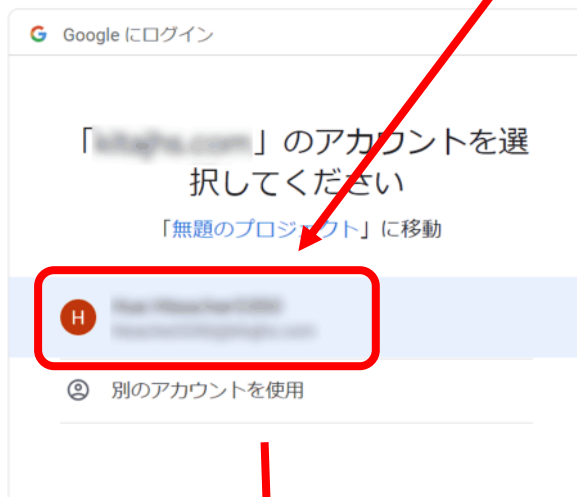 Google にログイン
「」のアカウントを選
択してください
「無題のプロジェクト」に移動
H
別のアカウントを使用